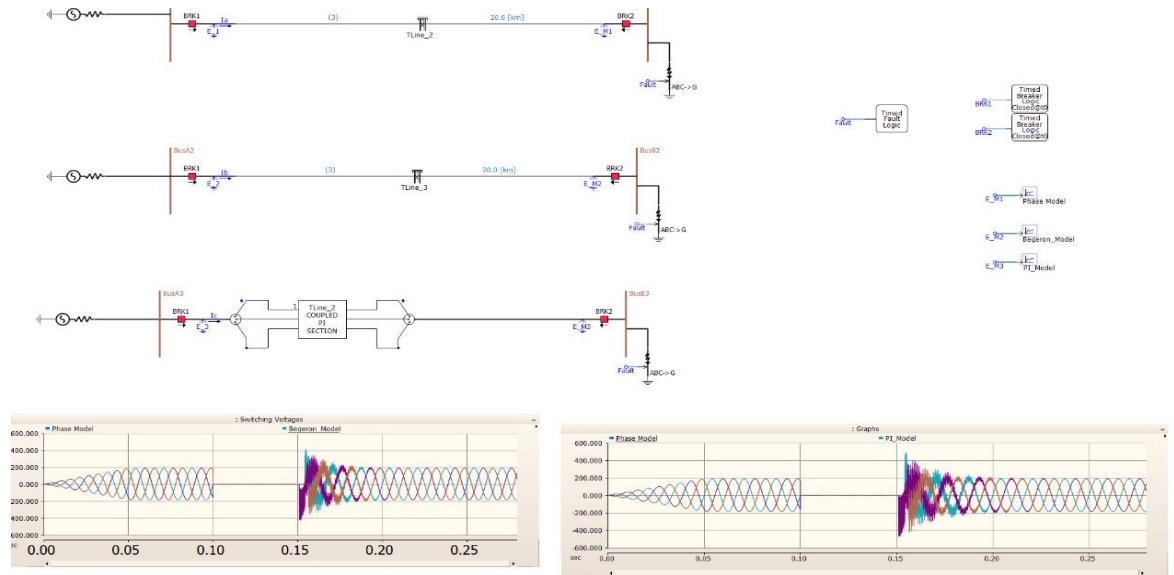 BRK1
Ia
(3)
20.0 [km]
BRK2
E_1
TLine_2
E_M1
Fault
ABC->G
Timed
Breaker
Logic
Closed@t0
BRK1
Timed
Fault
Logic
Fault
Timed
Breaker
Logic
Closed@t0
BRK2
BusA2
BusB2
BRK1
Ib
(3)
20.0 [km]
BRK2
E_2
TLine_3
E_M2
Fault
ABC->G
E_M1
Phase Model
E_M2
Begeron_Model
E_M3
PI_Model
BusA3
BusB3
BRK1
Ic
1
TLine_2
COUPLED
PI
SECTION
BRK2
E_3
E_M3
Fault
ABC->G
: Switching Voltages
Phase Model
Begeron_Model
600.000
400.000
200.000
0.000
-200.000
-400.000
-600.000
0.00
0.05
0.10
0.15
0.20
0.25
: Graphs
Phase Model
PI_Model
600.000
400.000
200.000
0.000
-200.000
-400.000
-600.000
sec
0.00
0.05
0.10
0.15
0.20
0.25